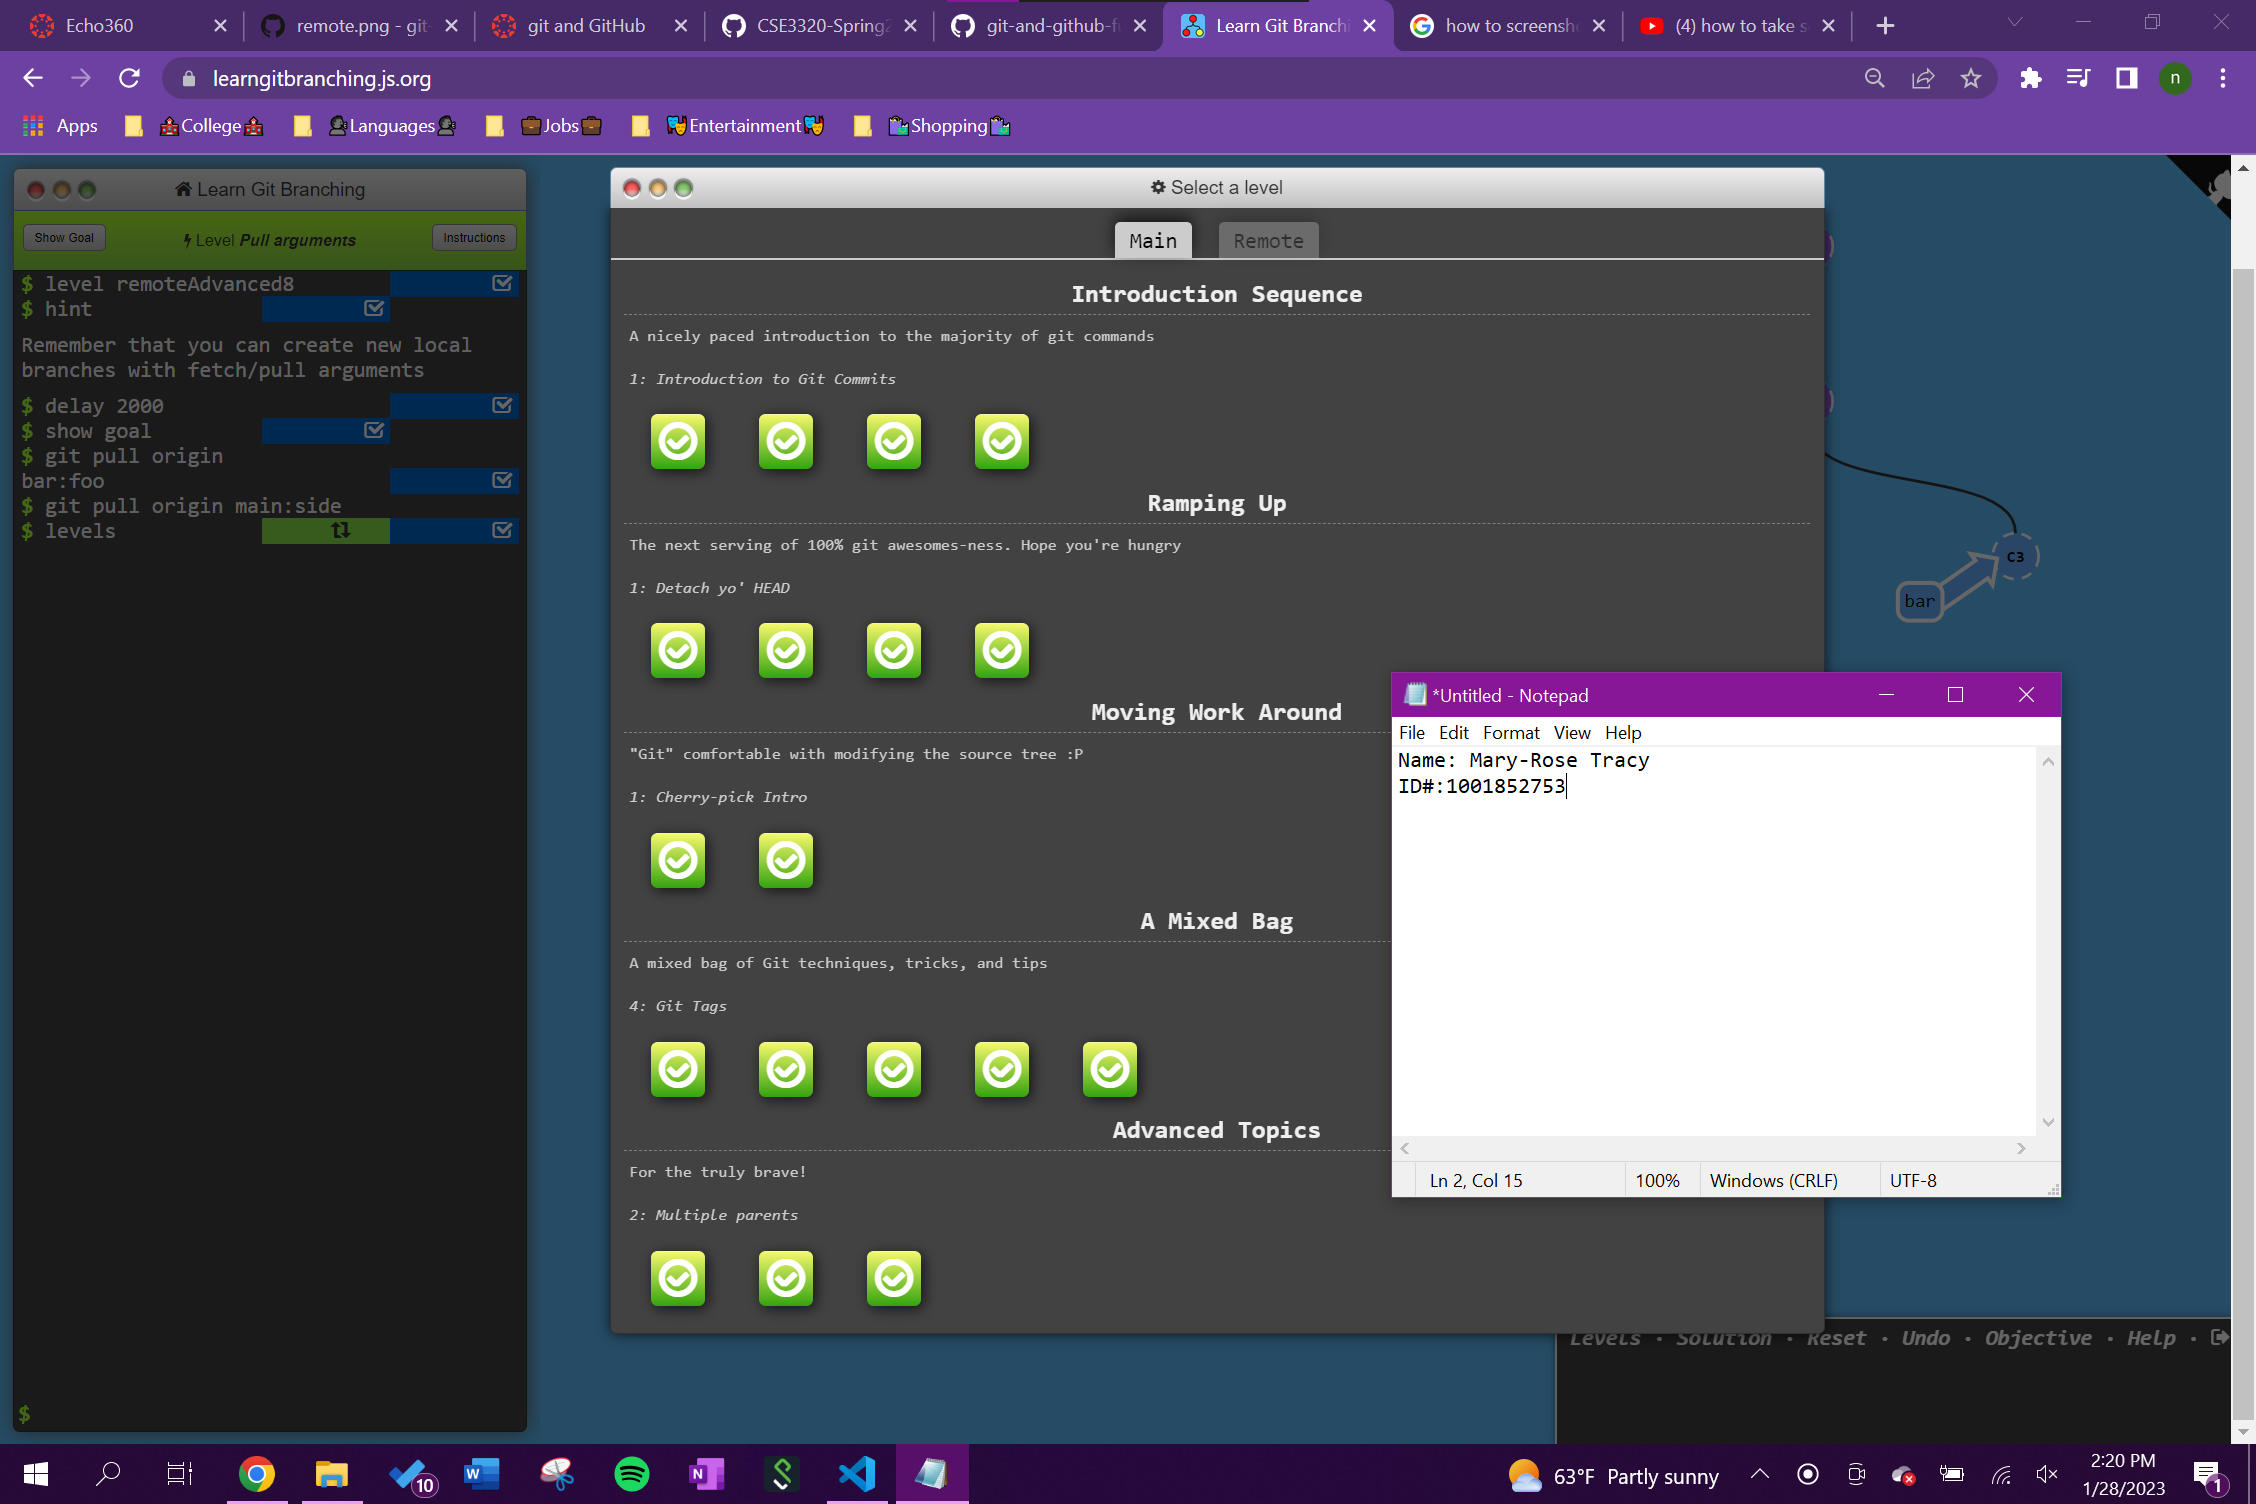 Echo360
remote.png - git-
git and GitHub
CSE3320-Spring2
git-and-github-f
Learn Git Branchi
how to screensh
(4) how to take s
learngitbranching.js.org
n
Apps
College
Languages
Jobs
Entertainment
Shopping
Learn Git Branching
Show Goal
Level Pull arguments
Instructions
$ level remoteAdvanced8
$ hint
Remember that you can create new local
branches with fetch/pull arguments
$ delay 2000
$ show goal
$ git pull origin
bar:foo
$ git pull origin main:side
$ levels
$
Select a level
Main
Remote
Introduction Sequence
A nicely paced introduction to the majority of git commands
1: Introduction to Git Commits
Ramping Up
The next serving of 100% git awesomes-ness. Hope you're hungry
1: Detach yo' HEAD
Moving Work Around
"Git" comfortable with modifying the source tree :P
1: Cherry-pick Intro
A Mixed Bag
A mixed bag of Git techniques, tricks, and tips
4: Git Tags
Advanced Topics
For the truly brave!
2: Multiple parents
C3
bar
*Untitled - Notepad
File Edit Format View Help
Name: Mary-Rose Tracy
ID#:1001852753
Ln 2, Col 15
100%
Windows (CRLF)
UTF-8
Levels · Solution · Reset · Undo · Objective · Help ·
10
W
N
63°F Partly sunny
2:20 PM
1/28/2023
1